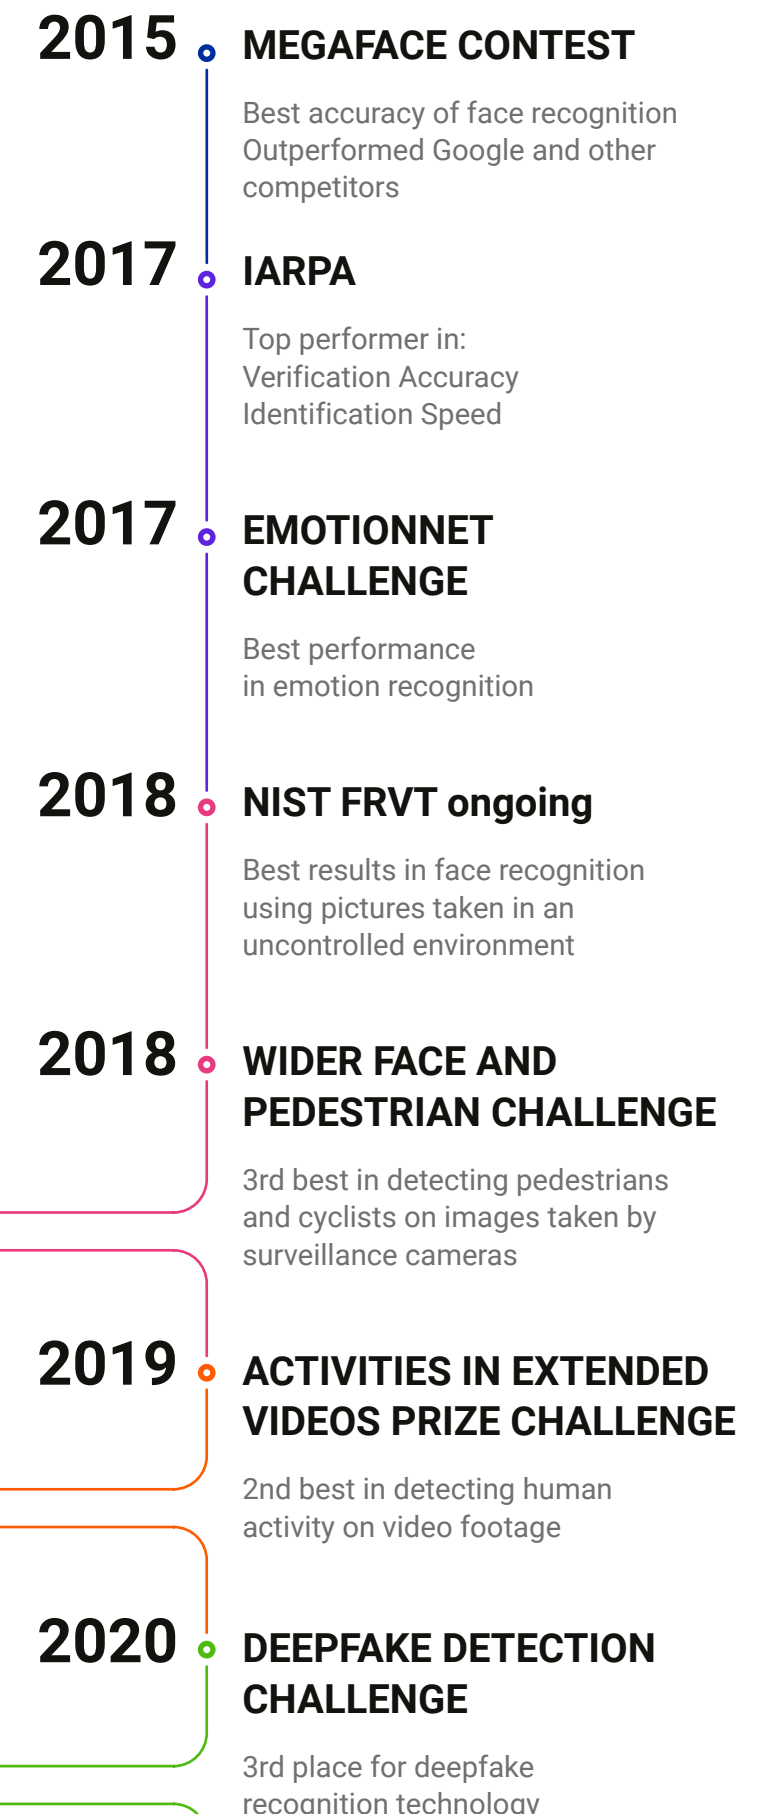 2015 MEGAFACE CONTEST
Best accuracy of face recognition
Outperformed Google and other
competitors
2017 IARPA
Top performer in:
Verification Accuracy
Identification Speed
2017 EMOTIONNET
CHALLENGE
Best performance
in emotion recognition
2018 NIST FRVT ongoing
Best results in face recognition
using pictures taken in an
uncontrolled environment
2018 WIDER FACE AND
PEDESTRIAN CHALLENGE
3rd best in detecting pedestrians
and cyclists on images taken by
surveillance cameras
2019 ACTIVITIES IN EXTENDED
VIDEOS PRIZE CHALLENGE
2nd best in detecting human
activity on video footage
2020 DEEPFAKE DETECTION
CHALLENGE
3rd place for deepfake
recognition technology